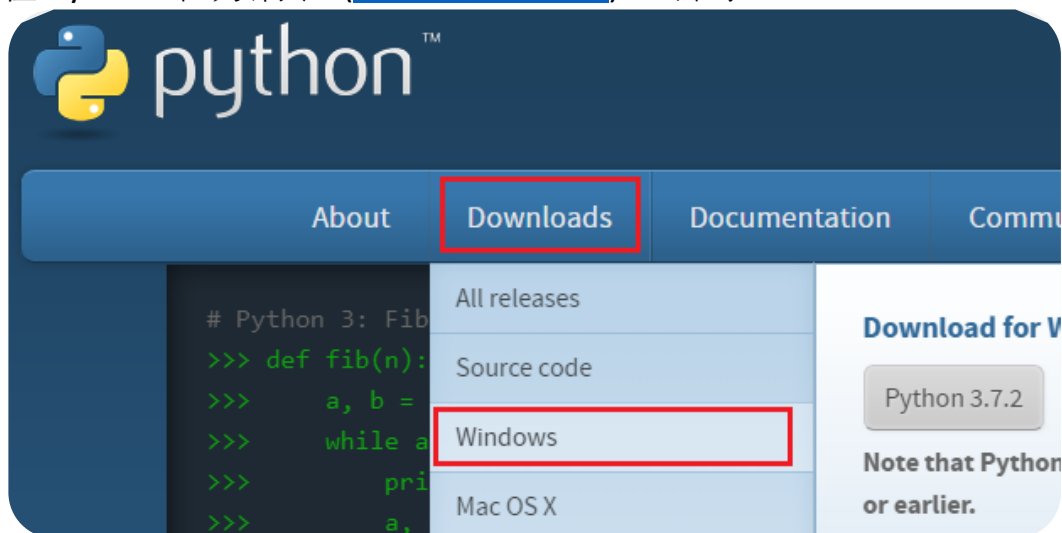 python™
About Downloads Documentation Commu
# Python 3: Fib
>>> def fib(n):
>>> a, b =
>>> while a
>>> pri
>>> a,
All releases
Source code
Windows
Mac OS X
Download for W
Python 3.7.2
Note that Python
or earlier.